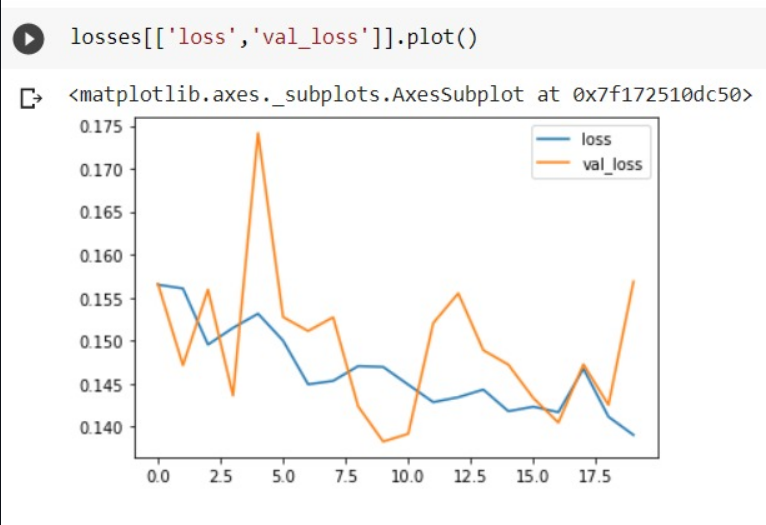 losses[['loss','val_loss']].plot()
<matplotlib.axes._subplots.AxesSubplot at 0x7f172510dc50>
0.175
loss
val_loss
0.170
0.165
0.160
0.155
0.150
0.145
0.140
0.0 2.5 5.0 7.5 10.0 12.5 15.0 17.5